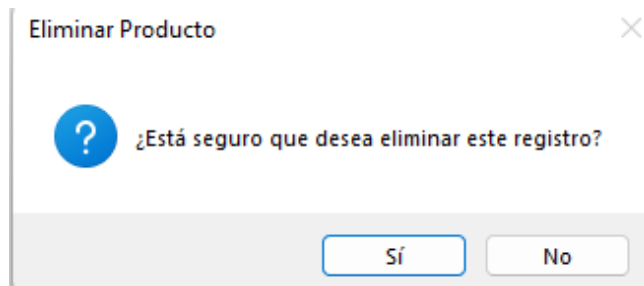 Eliminar Producto
¿Está seguro que desea eliminar este registro?
Sí
No